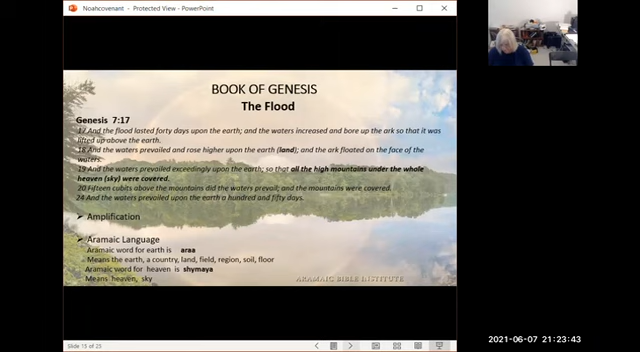 Noahcovenant - Protected View - PowerPoint
BOOK OF GENESIS
The Flood
Genesis 7:17
17 And the flood lasted forty days upon the earth; and the waters increased and bore up the ark so that it was
lifted up above the earth.
18 And the waters prevailed and rose higher upon the earth (land); and the ark floated on the face of the
waters.
19 And the waters prevailed exceedingly upon the earth; so that all the high mountains under the whole
heaven (sky) were covered.
20 Fifteen cubits above the mountains did the waters prevail; and the mountains were covered.
24 And the waters prevailed upon the earth a hundred and fifty days.
➤ Amplification
➤ Aramaic Language
Aramaic word for earth is araa
Means the earth, a country, land, field, region, soil, floor
Aramaic word for heaven is shymaya
Means heaven, sky
ARAMAIC BIBLE INSTITUTE
Slide 13 of 25
2021-06-07 21:23:43